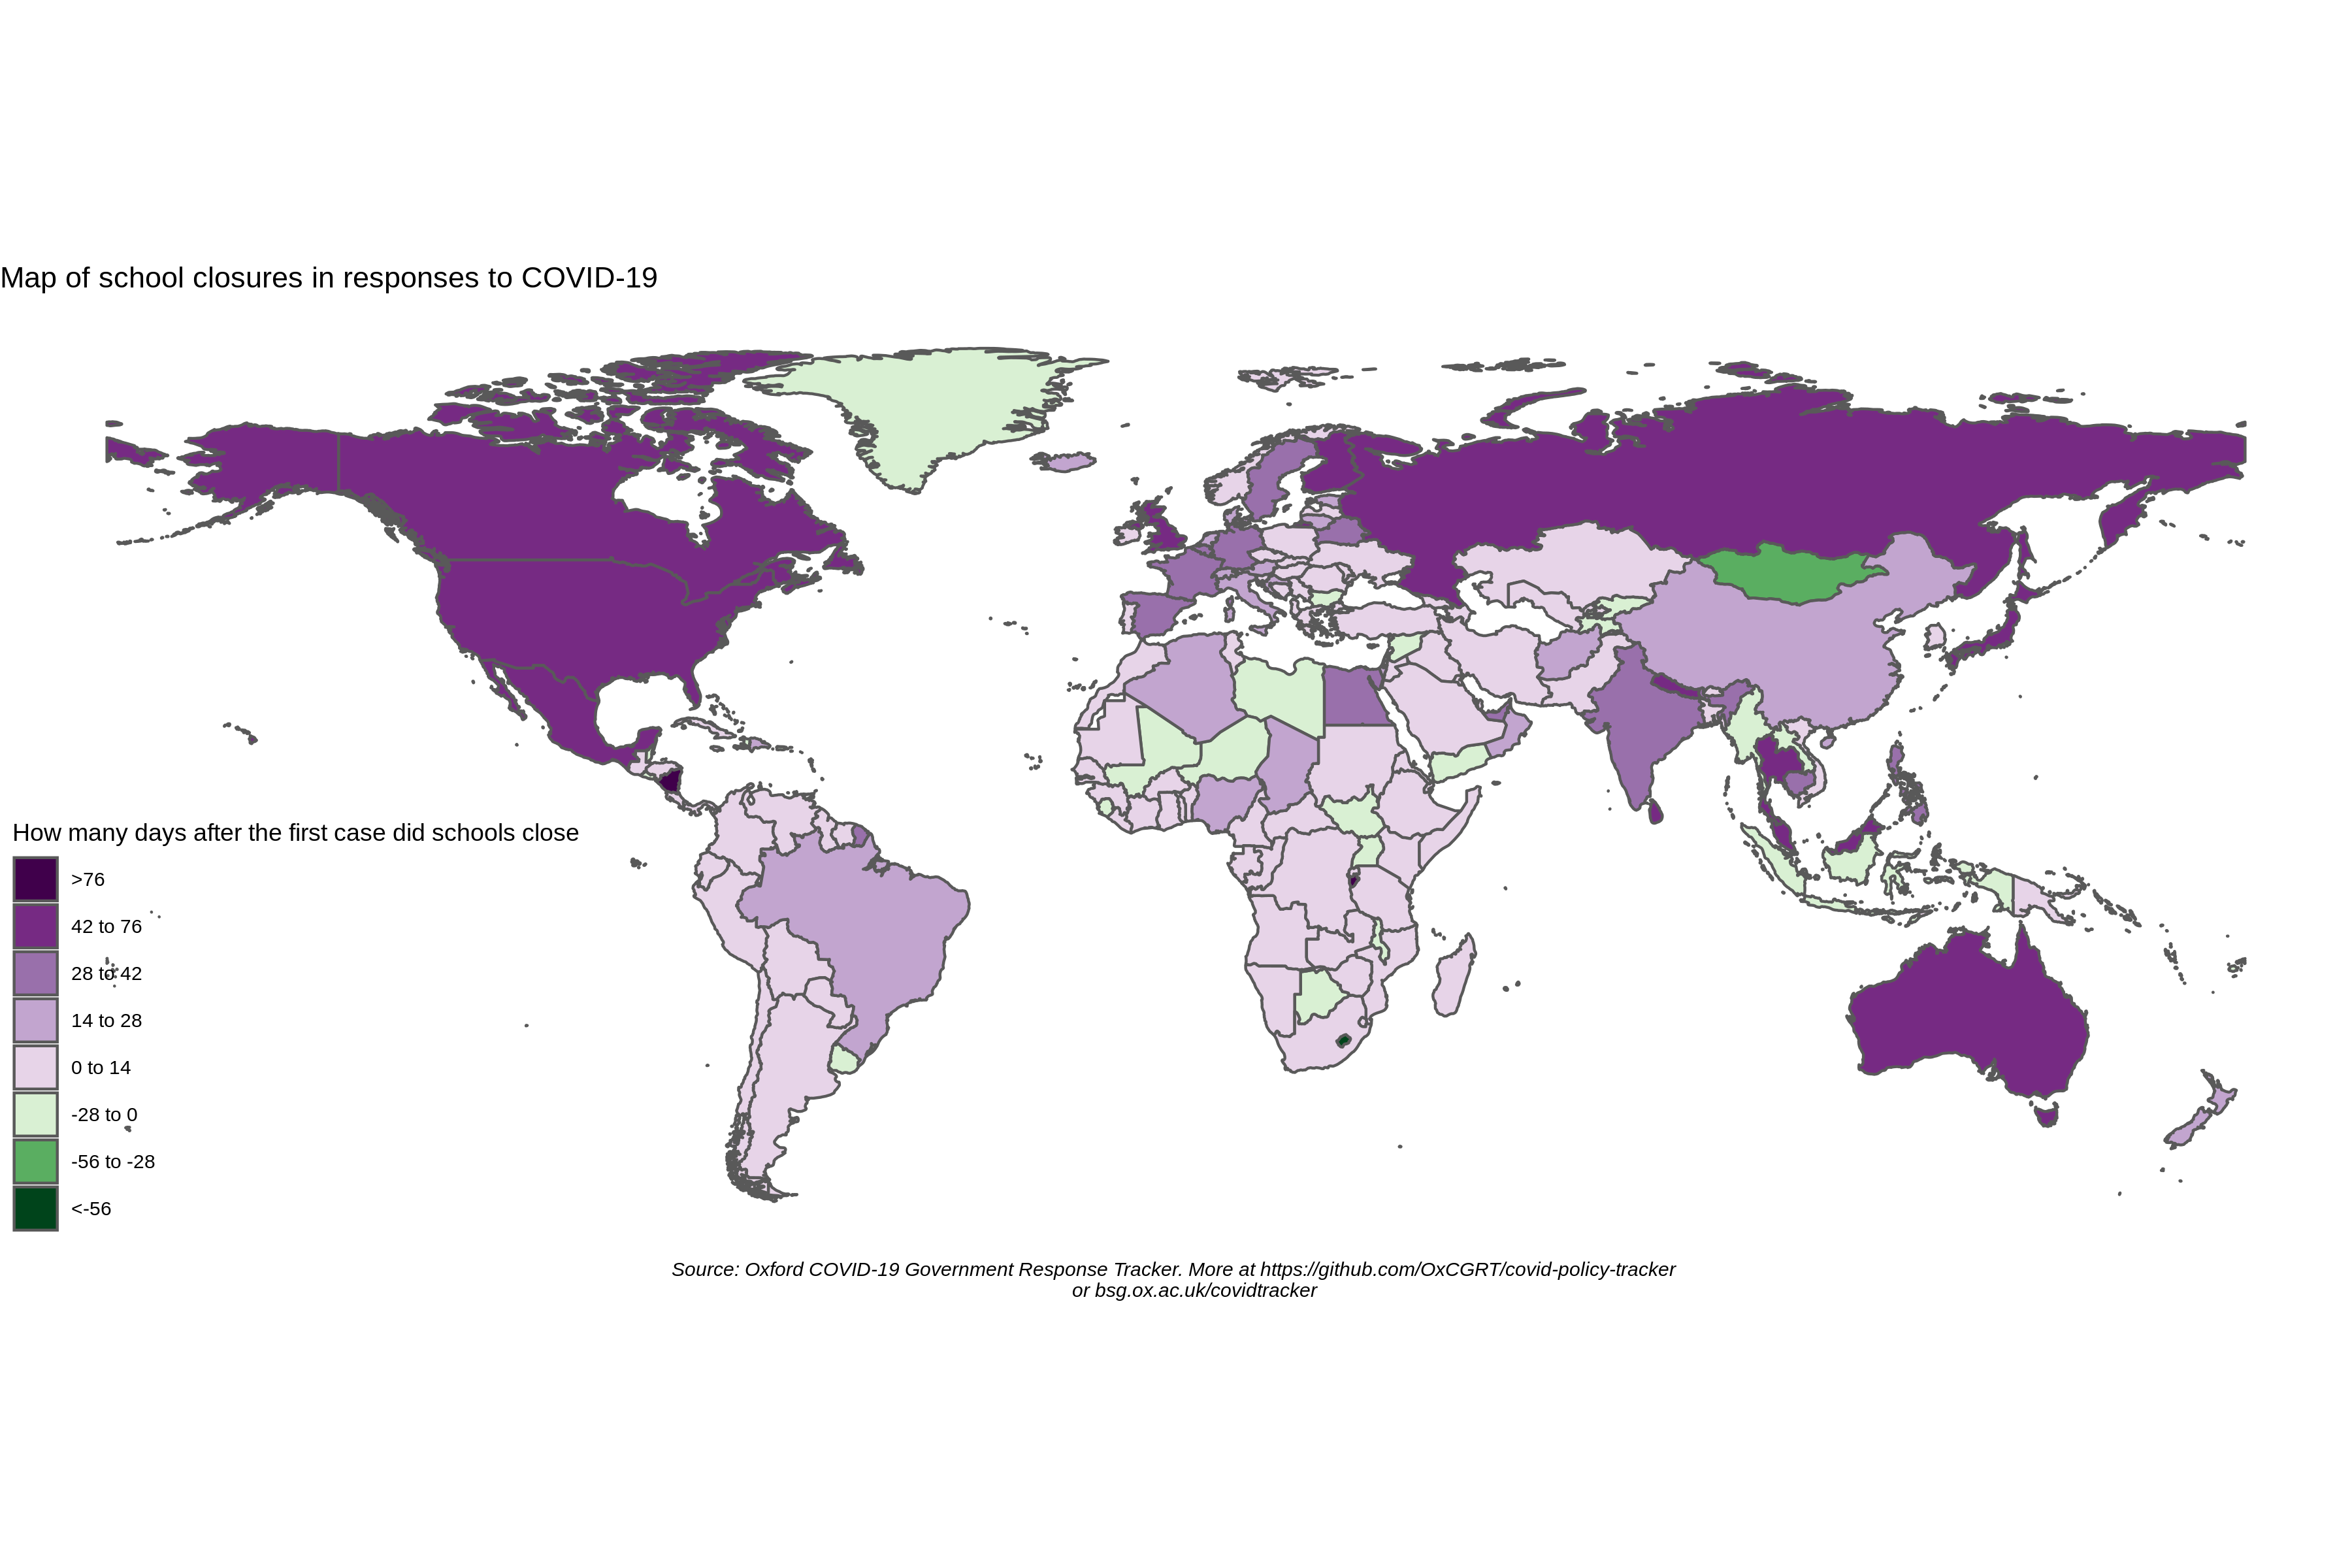 Map of school closures in responses to COVID-19
How many days after the first case did schools close
>76
42 to 76
28 to 42
14 to 28
0 to 14
-28 to 0
-56 to -28
<-56
Source: Oxford COVID-19 Government Response Tracker. More at https://github.com/OxCGRT/covid-policy-tracker
or bsg.ox.ac.uk/covidtracker